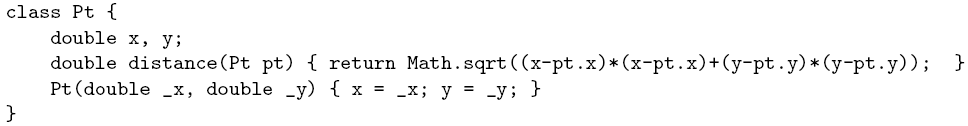 class Pt {
    double x, y;
    double distance(Pt pt) { return Math.sqrt((x-pt.x)*(x-pt.x)+(y-pt.y)*(y-pt.y));  }
    Pt(double _x, double _y) { x = _x; y = _y; }
}